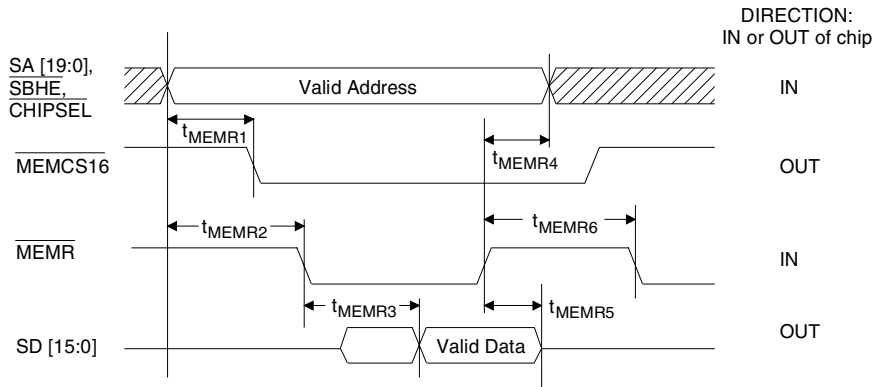 DIRECTION:
IN or OUT of chip
SA [19:0],
SBHE,
CHIPSEL
Valid Address
IN
tMEMR1
tMEMR4
MEMCS16
OUT
tMEMR2
tMEMR6
MEMR
IN
tMEMR3
tMEMR5
OUT
SD [15:0]
Valid Data